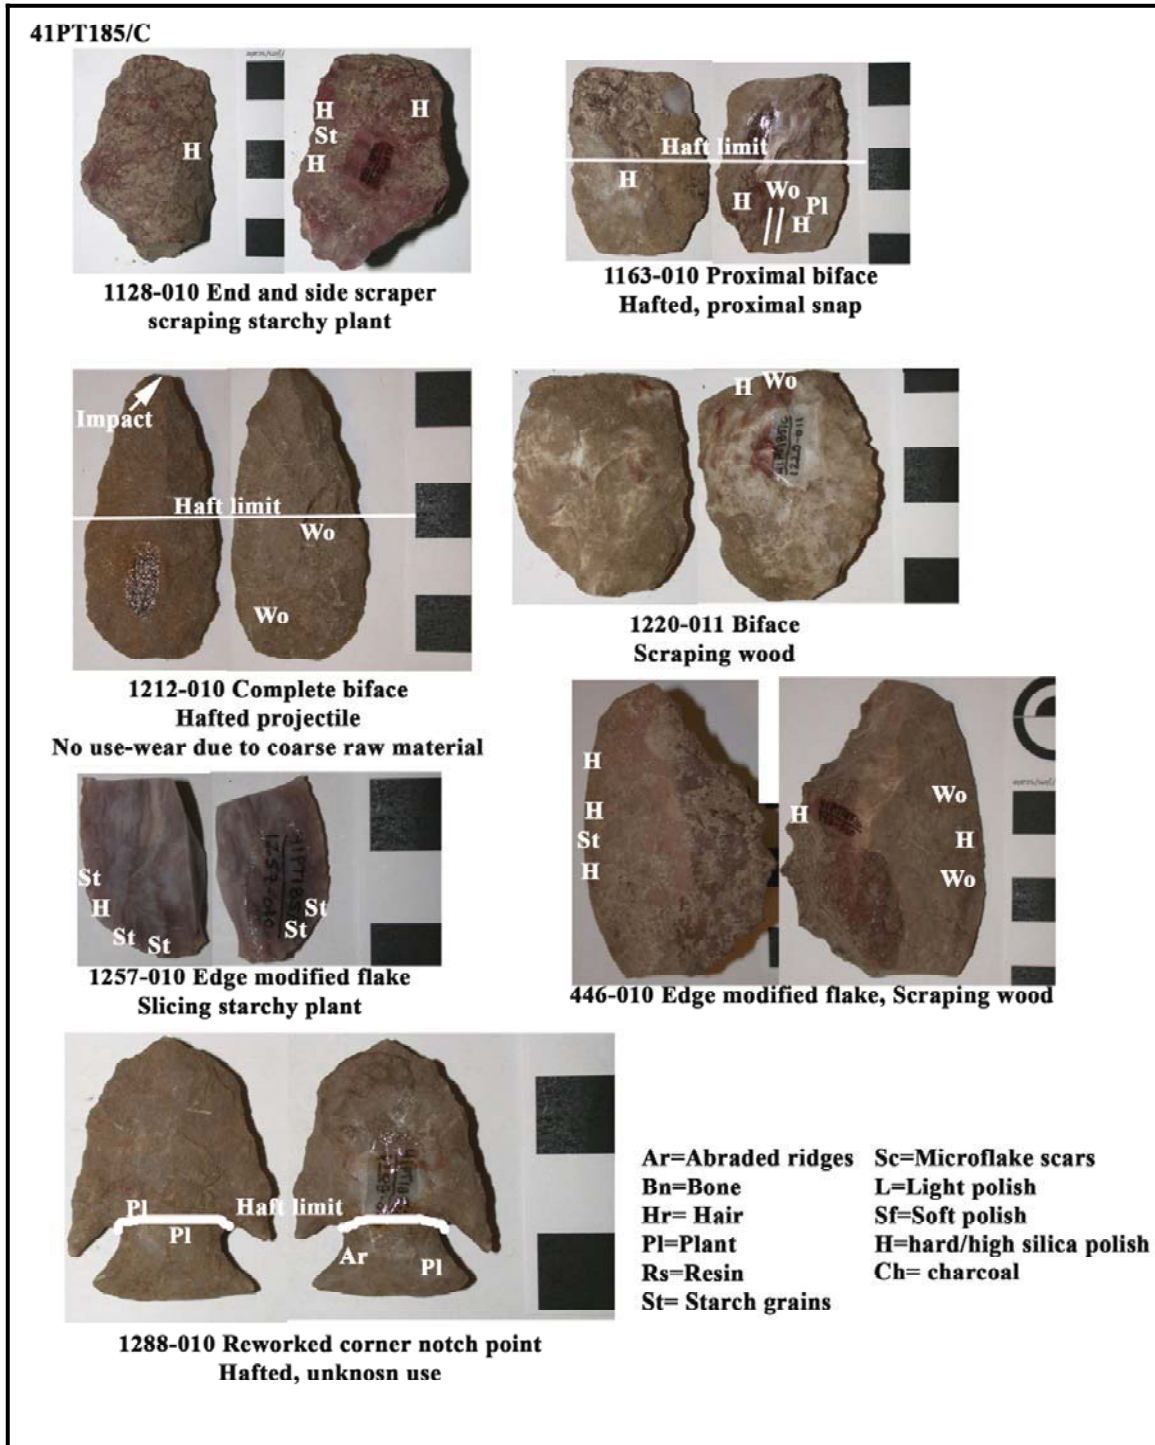 41PT185/C
H
H
H
St
H
1128-010 End and side scraper
scraping starchy plant
Haft limit
H
H
Wo
Pl
H
1163-010 Proximal biface
Hafted, proximal snap
Impact
Haft limit
Wo
Wo
1212-010 Complete biface
Hafted projectile
No use-wear due to coarse raw material
H Wo
1220-011
1220-011 Biface
Scraping wood
St
H
St St
41PT185
1257-010
St
St
1257-010 Edge modified flake
Slicing starchy plant
H
H
St
H
H
Wo
H
Wo
446-010 Edge modified flake, Scraping wood
Pl
Pl
Haft limit
Ar
Pl
1288-010 Reworked corner notch point
Hafted, unknosn use
Ar=Abraded ridges Sc=Microflake scars
Bn=Bone L=Light polish
Hr= Hair Sf=Soft polish
Pl=Plant H=hard/high silica polish
Rs=Resin Ch= charcoal
St= Starch grains